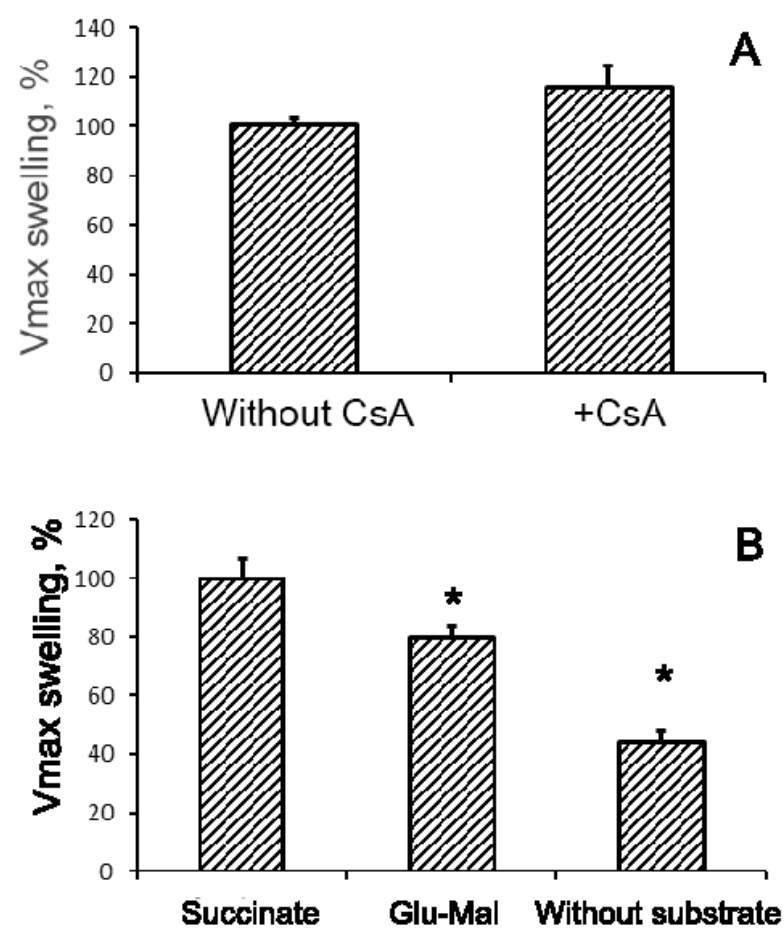 A
Vmax swelling, %
140
120
100
80
60
40
20
0
Without CsA
+CsA
B
Vmax swelling, %
120
100
80
60
40
20
0
*
*
Succinate
Glu-Mal
Without substrate